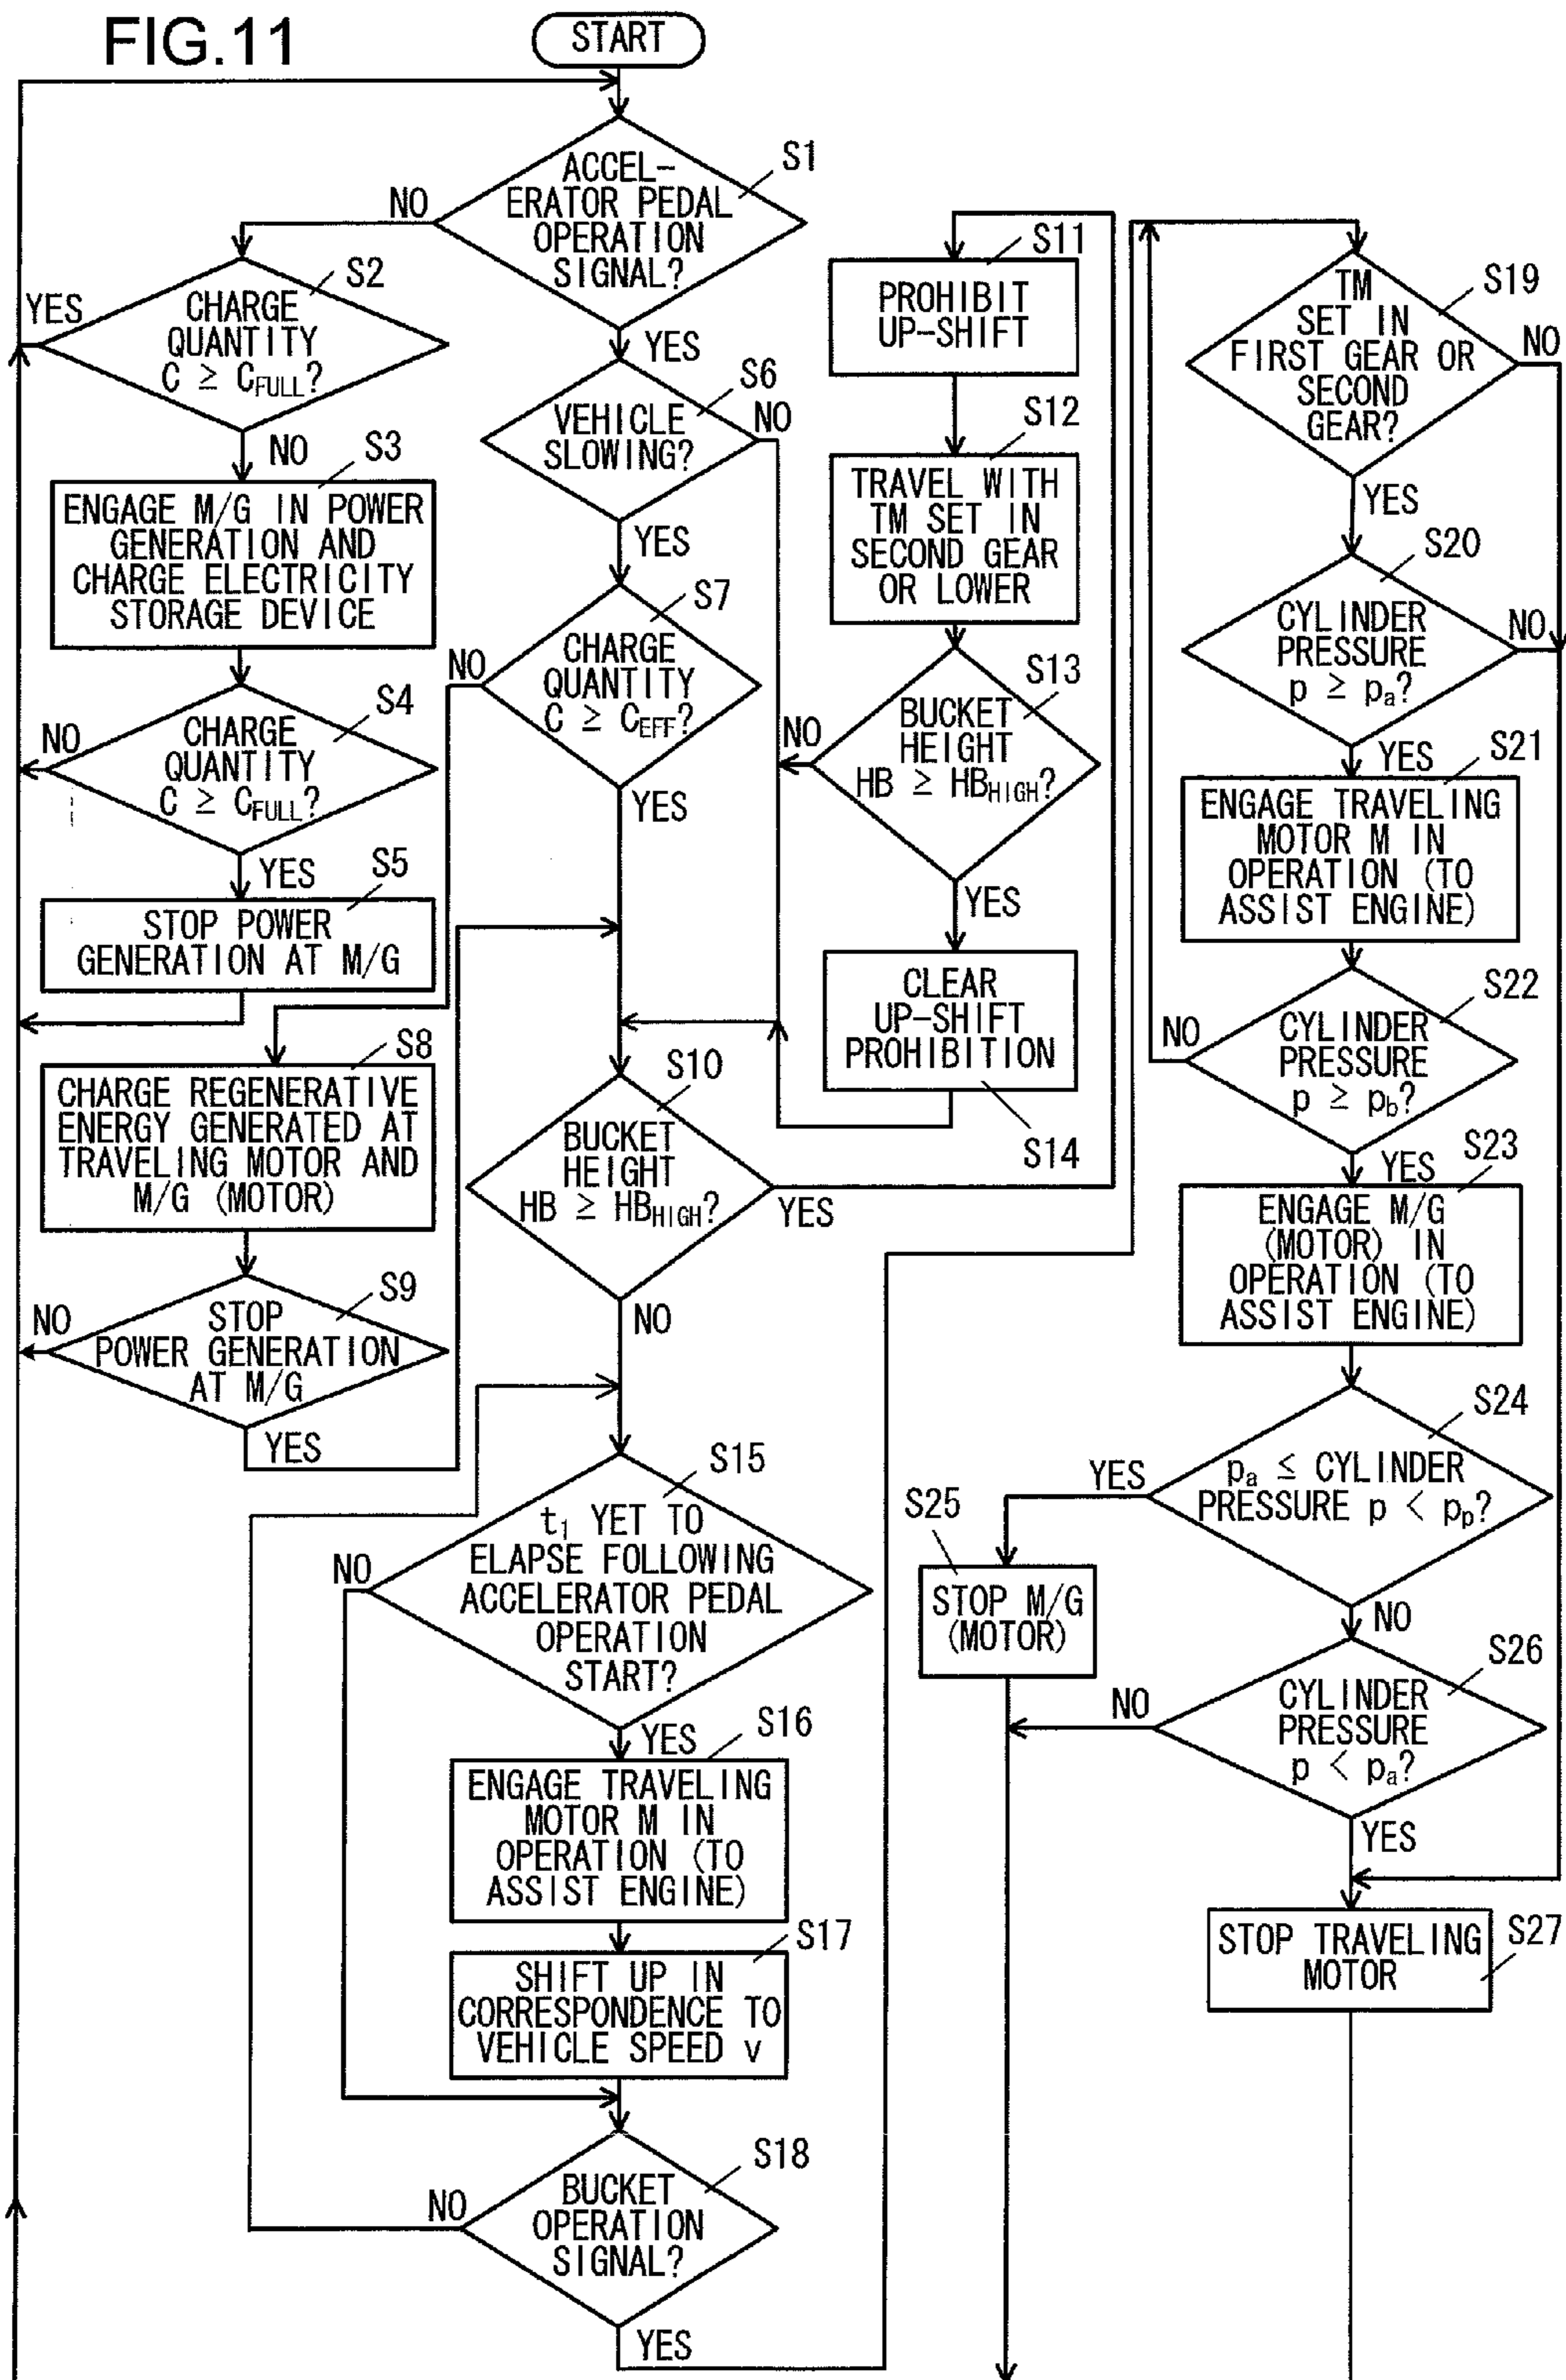 FIG.11
START
ACCEL-
ERATOR PEDAL
OPERATION
SIGNAL?
S1
NO
YES
S2
CHARGE
QUANTITY
C ≥ CFULL?
YES
NO
S3
ENGAGE M/G IN POWER
GENERATION AND
CHARGE ELECTRICITY
STORAGE DEVICE
S4
CHARGE
QUANTITY
C ≥ CFULL?
NO
YES
S5
STOP POWER
GENERATION AT M/G
S6
VEHICLE
SLOWING?
NO
YES
S7
CHARGE
QUANTITY
C ≥ CEFF?
NO
YES
S8
CHARGE REGENERATIVE
ENERGY GENERATED AT
TRAVELING MOTOR AND
M/G (MOTOR)
S9
STOP
POWER GENERATION
AT M/G
NO
YES
S10
BUCKET
HEIGHT
HB ≥ HBHIGH?
YES
NO
S11
PROHIBIT
UP-SHIFT
S12
TRAVEL WITH
TM SET IN
SECOND GEAR
OR LOWER
S13
BUCKET
HEIGHT
HB ≥ HBHIGH?
NO
YES
CLEAR
UP-SHIFT
PROHIBITION
S14
S15
t1 YET TO
ELAPSE FOLLOWING
ACCELERATOR PEDAL
OPERATION
START?
NO
YES
S16
ENGAGE TRAVELING
MOTOR M IN
OPERATION (TO
ASSIST ENGINE)
S17
SHIFT UP IN
CORRESPONDENCE TO
VEHICLE SPEED v
S18
BUCKET
OPERATION
SIGNAL?
NO
YES
S19
TM
SET IN
FIRST GEAR OR
SECOND
GEAR?
NO
YES
S20
CYLINDER
PRESSURE
p ≥ pa?
NO
YES
S21
ENGAGE TRAVELING
MOTOR M IN
OPERATION (TO
ASSIST ENGINE)
S22
CYLINDER
PRESSURE
p ≥ pb?
NO
YES
S23
ENGAGE M/G
(MOTOR) IN
OPERATION (TO
ASSIST ENGINE)
S24
pa ≤ CYLINDER
PRESSURE p < pp?
YES
NO
S25
STOP M/G
(MOTOR)
S26
CYLINDER
PRESSURE
p < pa?
NO
YES
S27
STOP TRAVELING
MOTOR